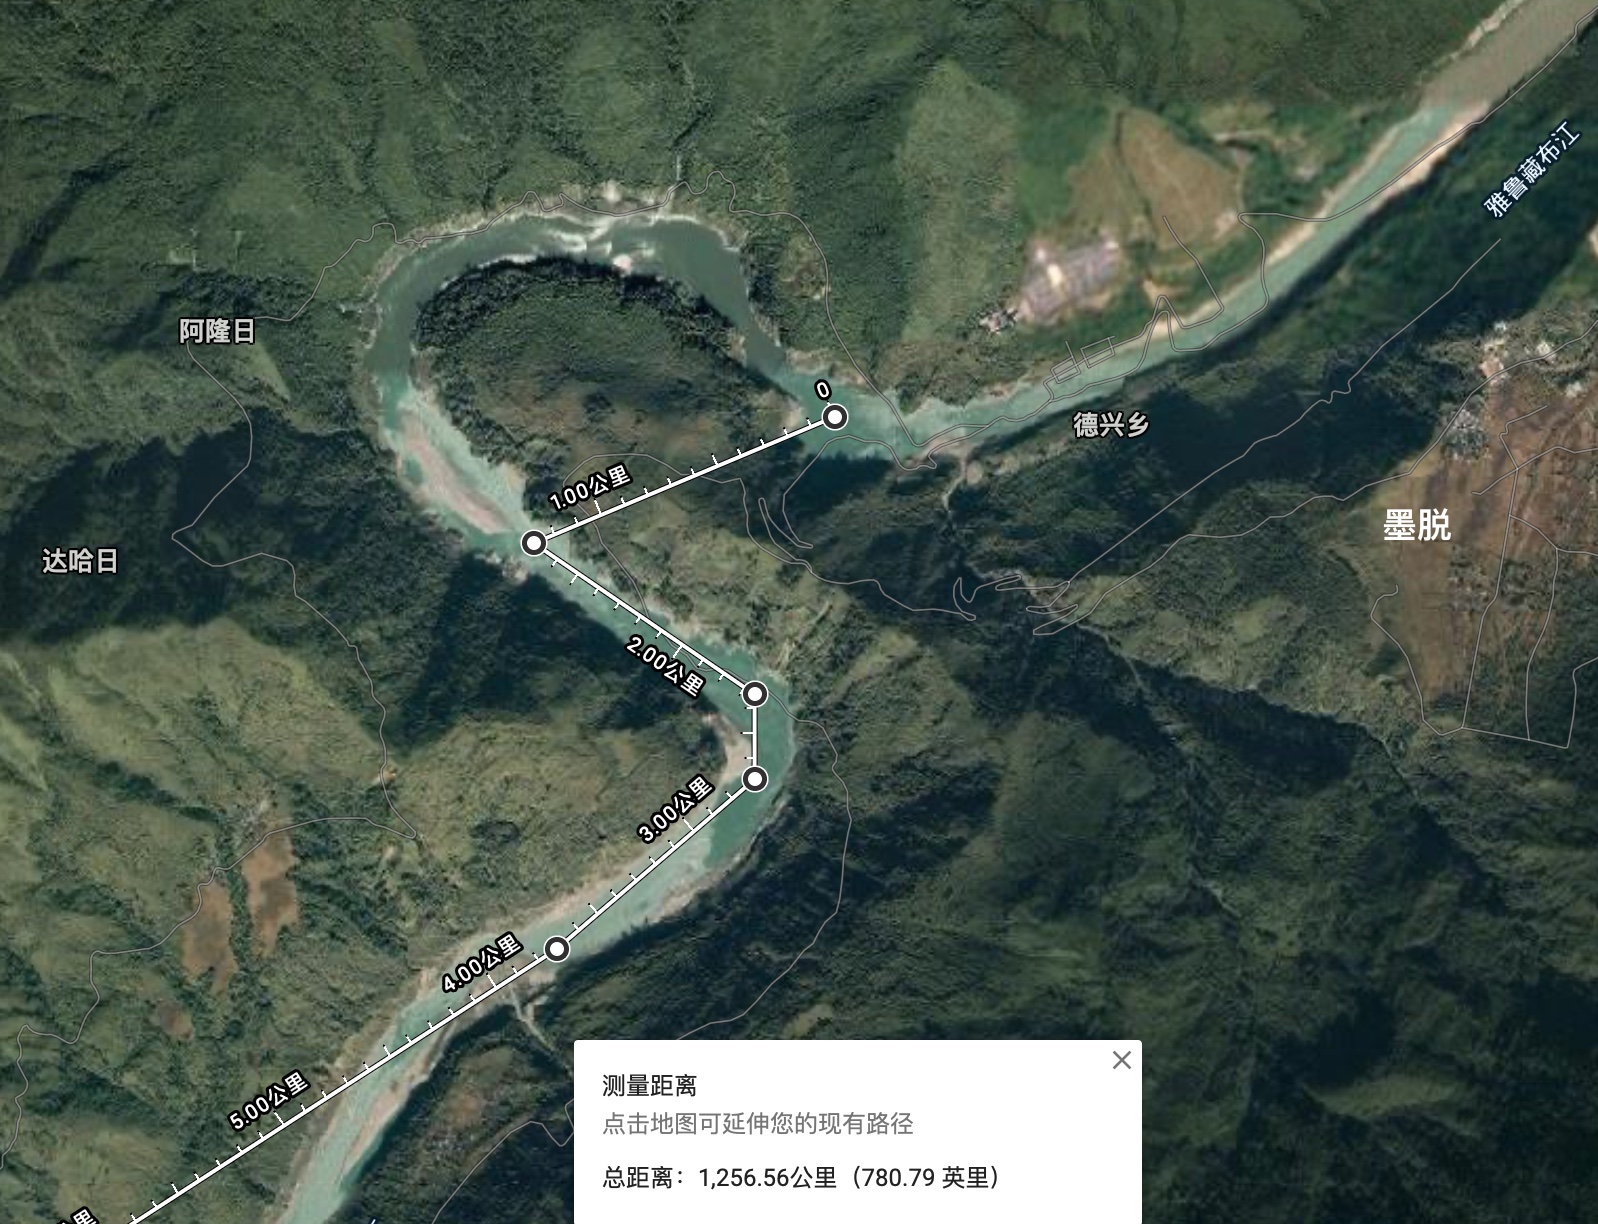 雅鲁藏布江
阿隆日
0
德兴乡
1.00公里
墨脱
达哈日
2.00公里
3.00公里
4.00公里
5.00公里
公里
测量距离
点击地图可延伸您的现有路径
总距离：1,256.56公里（780.79 英里）